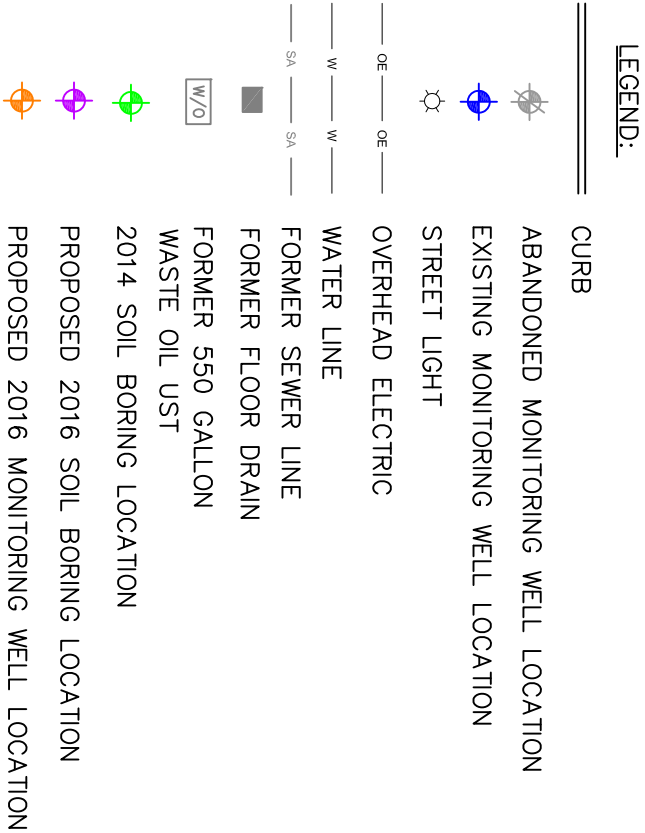 LEGEND:
CURB
ABANDONED MONITORING WELL LOCATION
EXISTING MONITORING WELL LOCATION
STREET LIGHT
OE OE OVERHEAD ELECTRIC
W W WATER LINE
SA SA FORMER SEWER LINE
FORMER FLOOR DRAIN
W/O FORMER 550 GALLON
WASTE OIL UST
2014 SOIL BORING LOCATION
PROPOSED 2016 SOIL BORING LOCATION
PROPOSED 2016 MONITORING WELL LOCATION